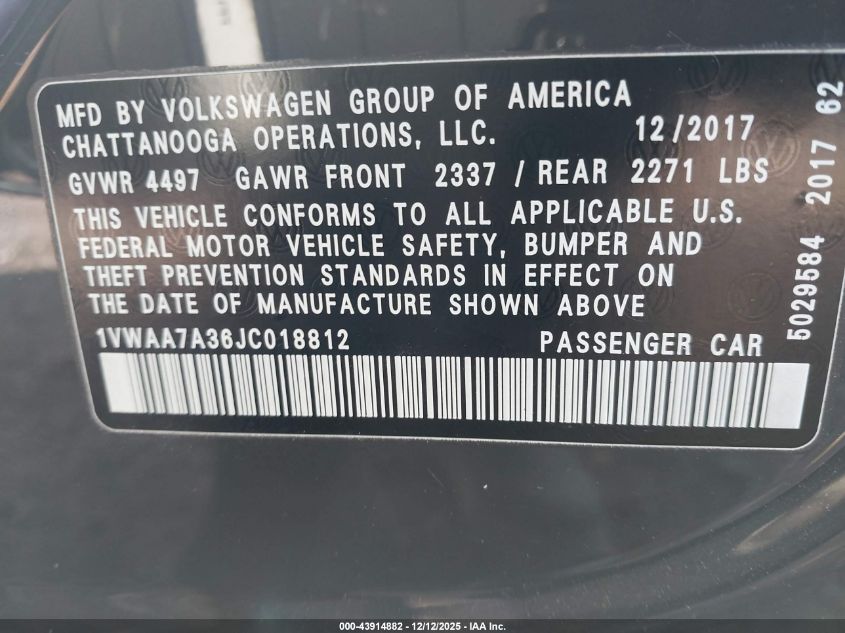 MFD BY VOLKSWAGEN GROUP OF AMERICA
CHATTANOOGA OPERATIONS, LLC. 12/2017
GVWR 4497 GAWR FRONT 2337 / REAR 2271 LBS
THIS VEHICLE CONFORMS TO ALL APPLICABLE U.S.
FEDERAL MOTOR VEHICLE SAFETY, BUMPER AND
THEFT PREVENTION STANDARDS IN EFFECT ON
THE DATE OF MANUFACTURE SHOWN ABOVE
1VWAA7A36JC018812 PASSENGER CAR
5029584 2017 62
000-43914882 - 12/12/2025 - IAA Inc.